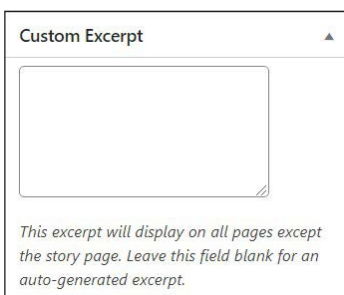 Custom Excerpt
This excerpt will display on all pages except
the story page. Leave this field blank for an
auto-generated excerpt.